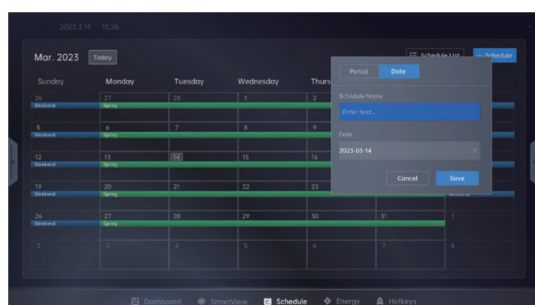 2023.3.14 15:26
Mar. 2023 Today Schedule List Schedule
Sunday Monday Tuesday Wednesday Thurs
26 27 28 1 2
Weekend Spring
5 6 7 8 9
Weekend Spring
12 13 14 15 16
Weekend Spring
19 20 21 22 23
Weekend Spring Weekend
26 27 28 29 30 31 1
Weekend Spring
2 3 4 5 6 7 8
Period Date
Schedule Name
Enter text...
Date
2023-03-14
Cancel Save
Dashboard SmartView Schedule Energy Hotkeys